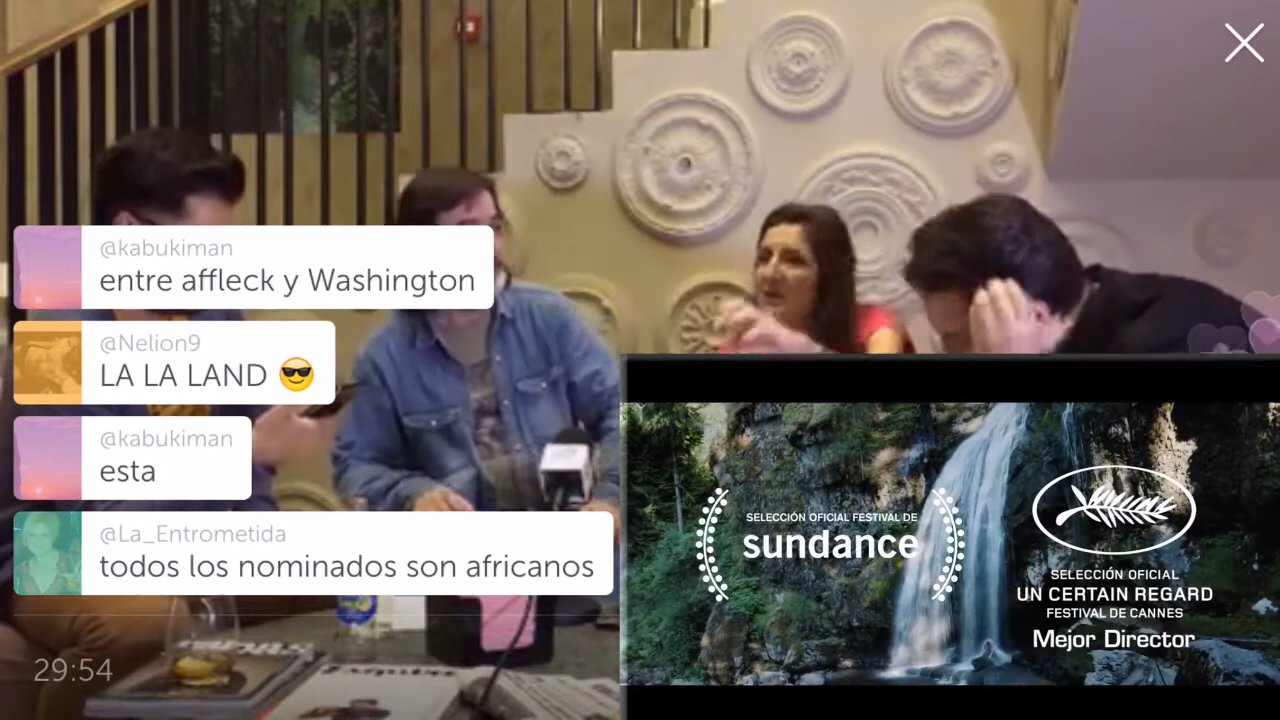 @kabukiman
entre affleck y Washington
@Nelion9
LA LA LAND 😎
@kabukiman
esta
@La_Entrometida
todos los nominados son africanos
29:54
SELECCIÓN OFICIAL FESTIVAL DE
sundance
SELECCIÓN OFICIAL
UN CERTAIN REGARD
FESTIVAL DE CANNES
Mejor Director